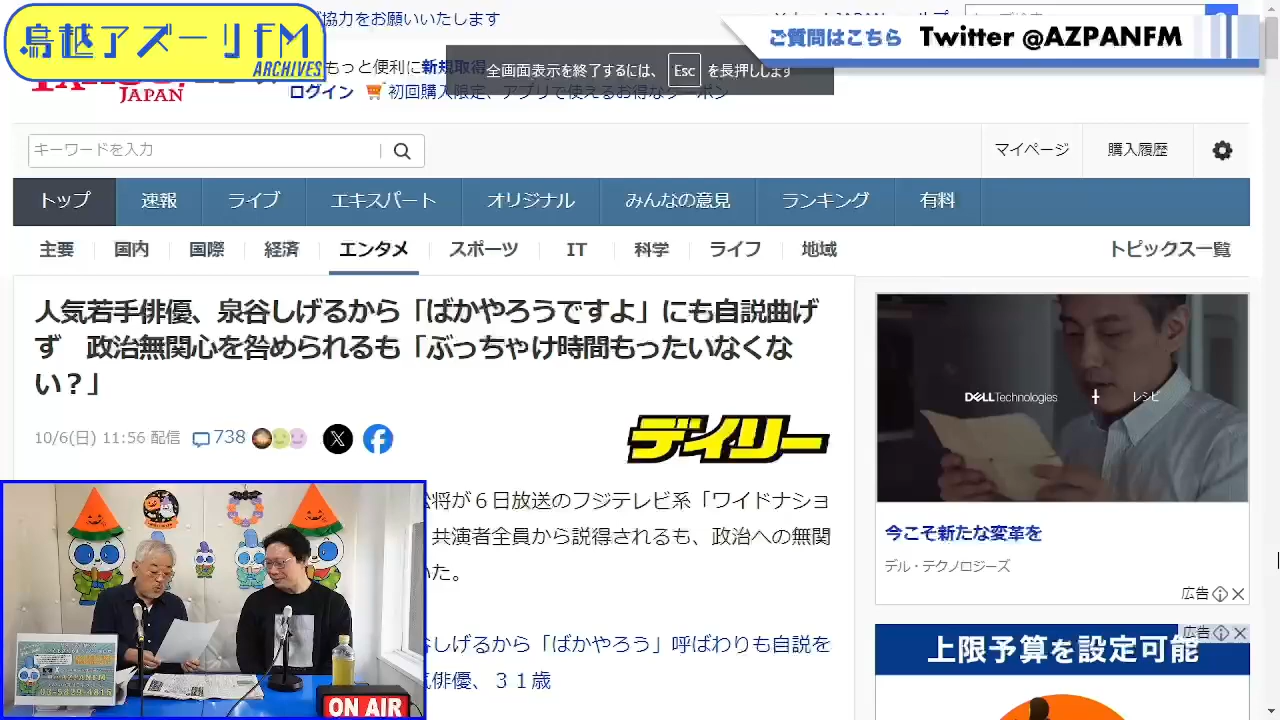 鳥越アズーリFM
ARCHIVES
協力をお願いいたします
ご質問はこちら Twitter @AZPANFM
もっと便利に新規取得
全画面表示を終了するには、 Esc を長押しします
JAPAN
ログイン 初回購入限定、アプリで使えるお得なクーポン
キーワードを入力
マイページ 購入履歴
トップ 速報 ライブ エキスパート オリジナル みんなの意見 ランキング 有料
主要 国内 国際 経済 エンタメ スポーツ IT 科学 ライフ 地域 トピックス一覧
人気若手俳優、泉谷しげるから「ばかやろうですよ」にも自説曲げ
ず 政治無関心を咎められるも「ぶっちゃけ時間もったいなくな
い？」
10/6(日) 11:56 配信 738
デイリー
将が６日放送のフジテレビ系「ワイドナショ
共演者全員から説得されるも、政治への無関
いた。
しげるから「ばかやろう」呼ばわりも自説を
俳優、３１歳
DELLTechnologies + レシピ
今こそ新たな変革を
デル・テクノロジーズ
広告
広告
上限予算を設定可能
03-5829-4815
ON AIR